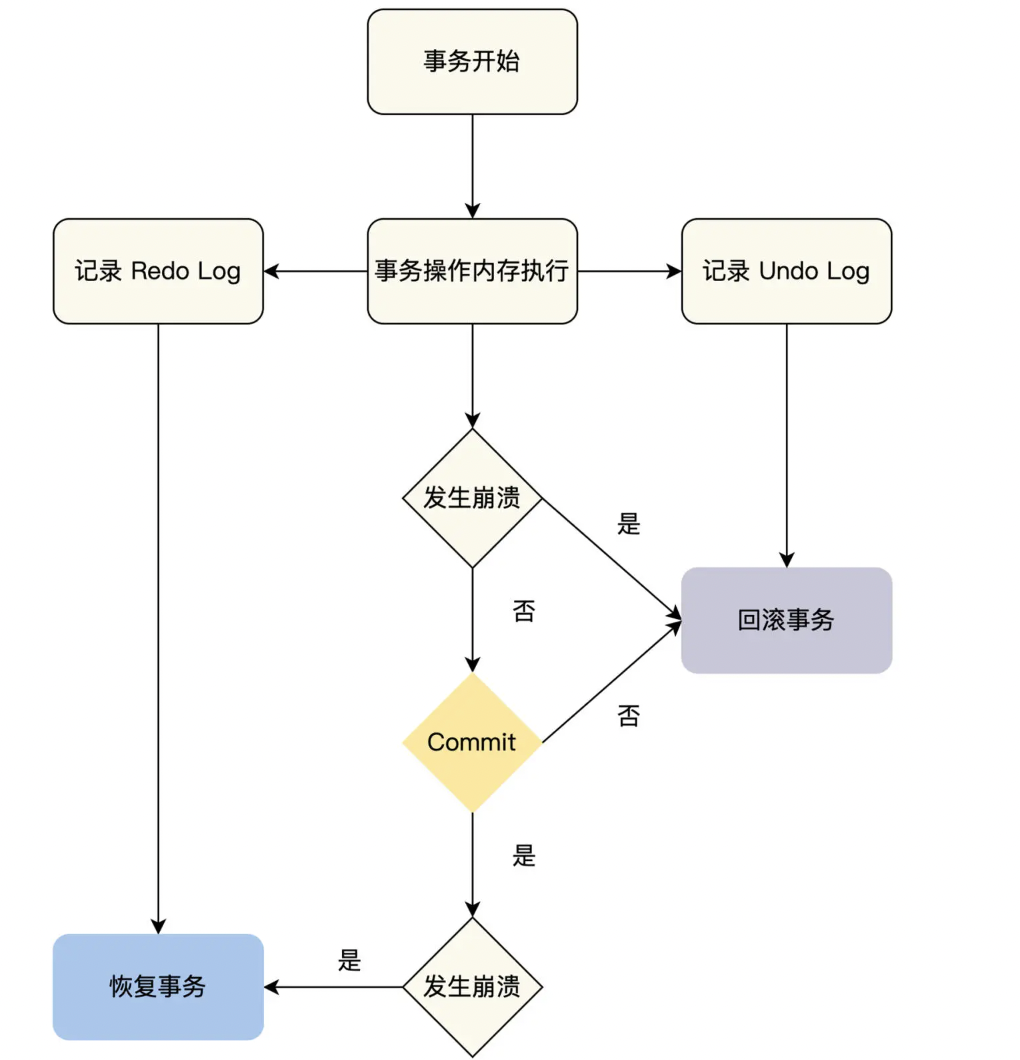 事务开始
记录 Redo Log
事务操作内存执行
记录 Undo Log
发生崩溃
是
否
回滚事务
否
Commit
是
是
恢复事务
发生崩溃